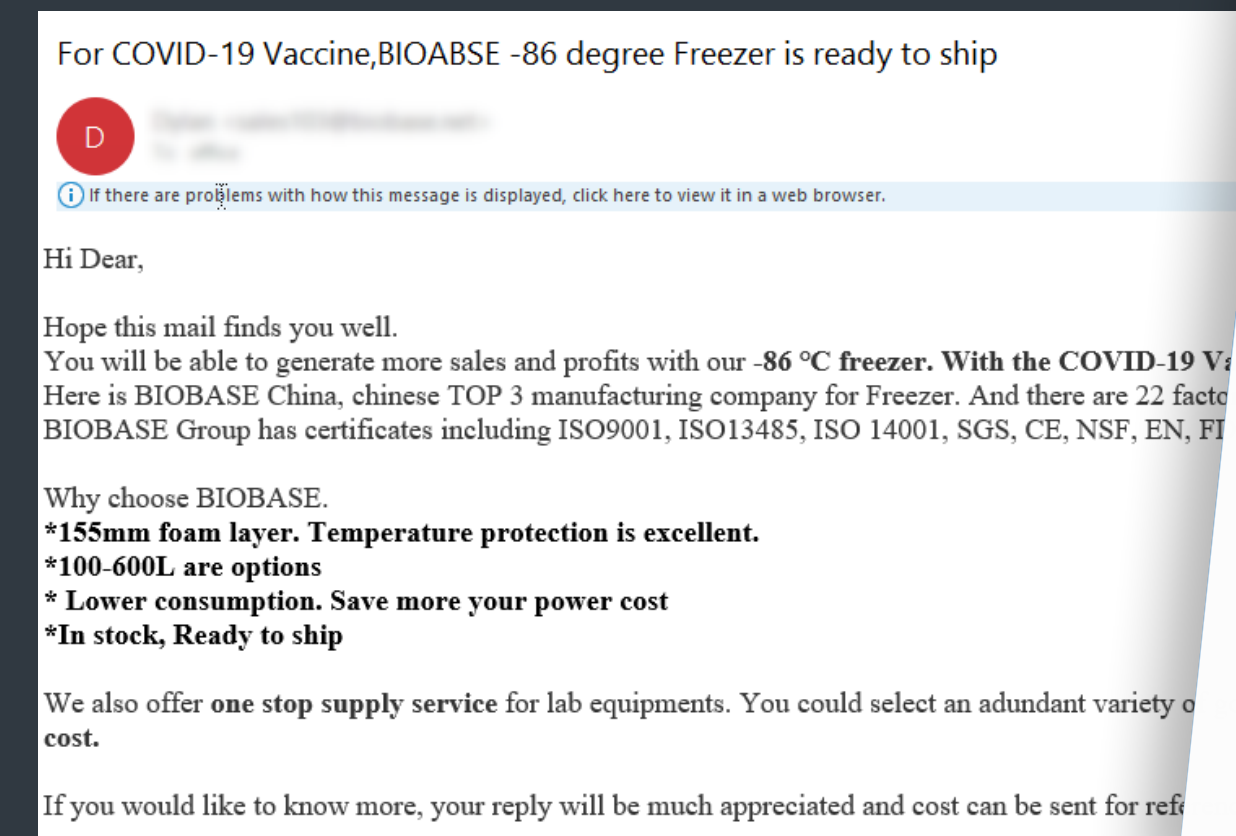 For COVID-19 Vaccine,BIOABSE -86 degree Freezer is ready to ship
D
If there are problems with how this message is displayed, click here to view it in a web browser.
Hi Dear,
Hope this mail finds you well.
You will be able to generate more sales and profits with our -86 °C freezer. With the COVID-19
Here is BIOBASE China, chinese TOP 3 manufacturing company for Freezer. And there are 22
BIOBASE Group has certificates including ISO9001, ISO13485, ISO 14001, SGS, CE, NSF, EN,
Why choose BIOBASE.
*155mm foam layer. Temperature protection is excellent.
*100-600L are options
* Lower consumption. Save more your power cost
*In stock, Ready to ship
We also offer one stop supply service for lab equipments. You could select an adundant variety
cost.
If you would like to know more, your reply will be much appreciated and cost can be sent for